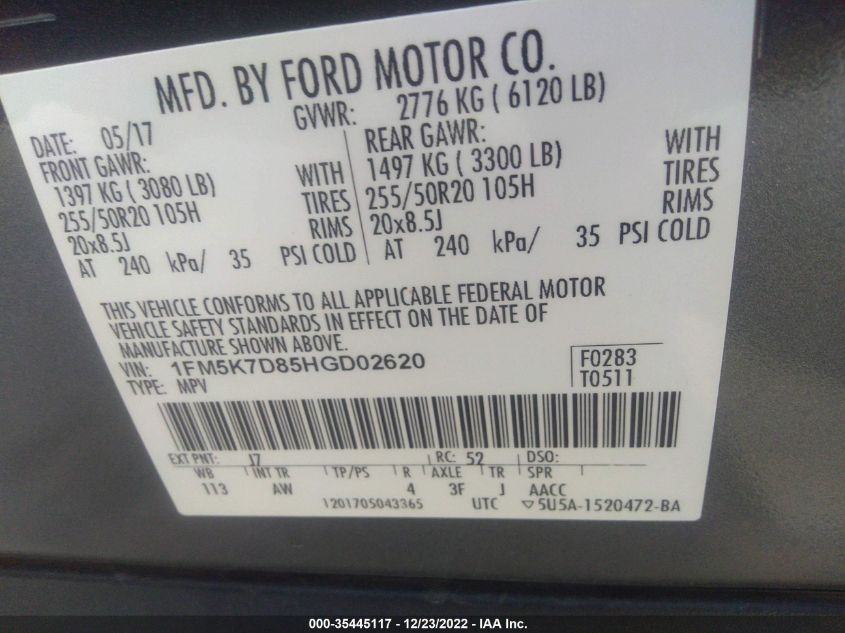 MFD. BY FORD MOTOR CO.
DATE: 05/17 GVWR: 2776 KG ( 6120 LB)
FRONT GAWR: REAR GAWR:
1397 KG ( 3080 LB) WITH 1497 KG ( 3300 LB) WITH
255/50R20 105H TIRES 255/50R20 105H TIRES
20x8.5J RIMS 20x8.5J RIMS
AT 240 kPa/ 35 PSI COLD AT 240 kPa/ 35 PSI COLD
THIS VEHICLE CONFORMS TO ALL APPLICABLE FEDERAL MOTOR
VEHICLE SAFETY STANDARDS IN EFFECT ON THE DATE OF
MANUFACTURE SHOWN ABOVE.
VIN: 1FM5K7D85HGD02620 F0283
TYPE: MPV T0511
EXT PNT: J7 RC: 52 DSO:
WB INT TR TP/PS R AXLE TR SPR
113 AW 4 3F J AACC
1201705043365 UTC ▽5U5A-1520472-BA
000-35445117 - 12/23/2022 - IAA Inc.